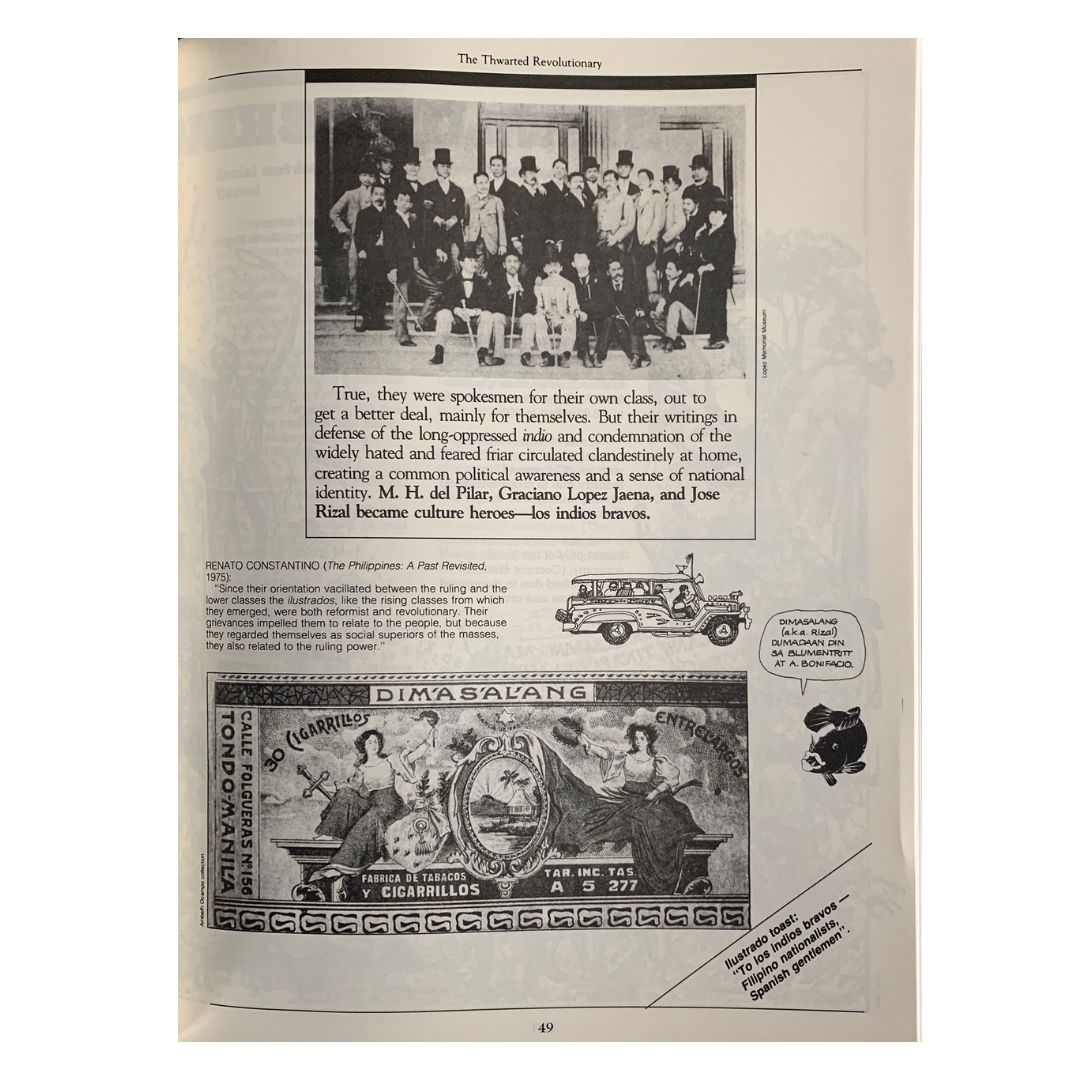 The Thwarted Revolutionary
Lopez Memorial Museum
True, they were spokesmen for their own class, out to
get a better deal, mainly for themselves. But their writings in
defense of the long-oppressed indio and condemnation of the
widely hated and feared friar circulated clandestinely at home,
creating a common political awareness and a sense of national
identity. M. H. del Pilar, Graciano Lopez Jaena, and Jose
Rizal became culture heroes—los indios bravos.
RENATO CONSTANTINO (The Philippines: A Past Revisited,
1975):
"Since their orientation vacillated between the ruling and the
lower classes the ilustrados, like the rising classes from which
they emerged, were both reformist and revolutionary. Their
grievances impelled them to relate to the people, but because
they regarded themselves as social superiors of the masses,
they also related to the ruling power."
DIMASALANG
(a.k.a. Rizal)
DUMADAAN DIN
SA BLUMENTRITT
AT A. BONIFACIO.
DIMASALANG
30 CIGARRILLOS
ENTRELARGOS
CALLE FOLGUERAS Nº 156
TONDO-MANILA
FABRICA DE TABACOS
Y CIGARRILLOS
TAR. INC. TAS.
A 5 277
Ambeth Ocampo collection
Ilustrado toast:
"To los indios bravos —
Filipino nationalists,
Spanish gentlemen".
49